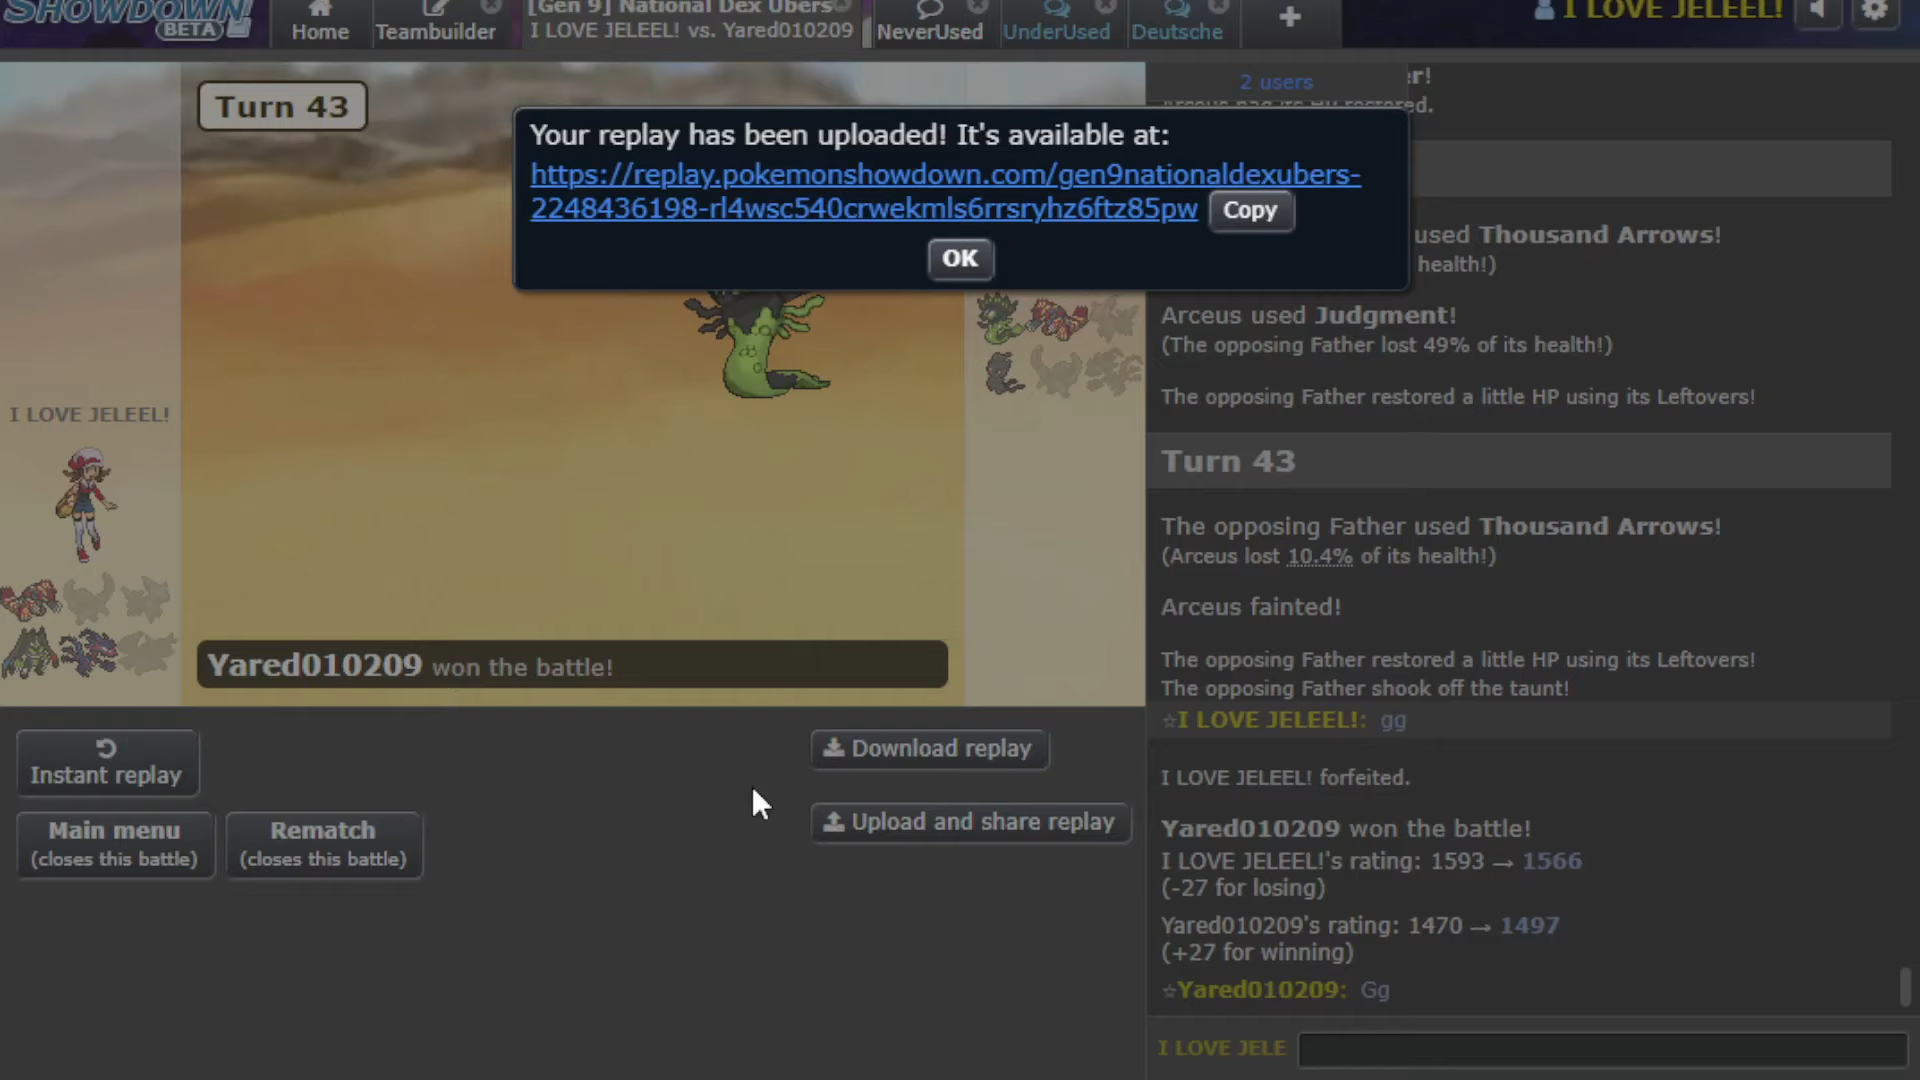 SHOWDOWN
BETA
Home
Teambuilder
[Gen 9] National Dex Ubers
I LOVE JELEEL! vs. Yared010209
NeverUsed
UnderUsed
Deutsche
I LOVE JELEEL!
Turn 43
2 users
er!
Arceus had its HP restored.
Your replay has been uploaded! It's available at:
https://replay.pokemonshowdown.com/gen9nationaldexubers-
2248436198-rl4wsc540crwekmls6rrsryhz6ftz85pw Copy
OK
used Thousand Arrows!
health!)
Arceus used Judgment!
(The opposing Father lost 49% of its health!)
The opposing Father restored a little HP using its Leftovers!
I LOVE JELEEL!
Turn 43
The opposing Father used Thousand Arrows!
(Arceus lost 10.4% of its health!)
Arceus fainted!
The opposing Father restored a little HP using its Leftovers!
The opposing Father shook off the taunt!
☆I LOVE JELEEL!: gg
I LOVE JELEEL! forfeited.
Yared010209 won the battle!
I LOVE JELEEL!'s rating: 1593 → 1566
(-27 for losing)
Yared010209's rating: 1470 → 1497
(+27 for winning)
☆Yared010209: Gg
I LOVE JELE
Yared010209 won the battle!
Instant replay
Download replay
Upload and share replay
Main menu
(closes this battle)
Rematch
(closes this battle)